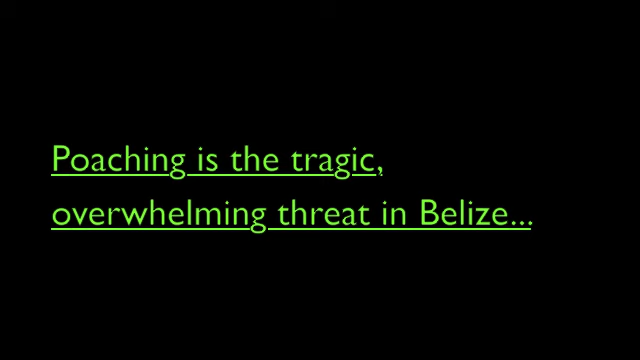 Poaching is the tragic,
overwhelming threat in Belize...